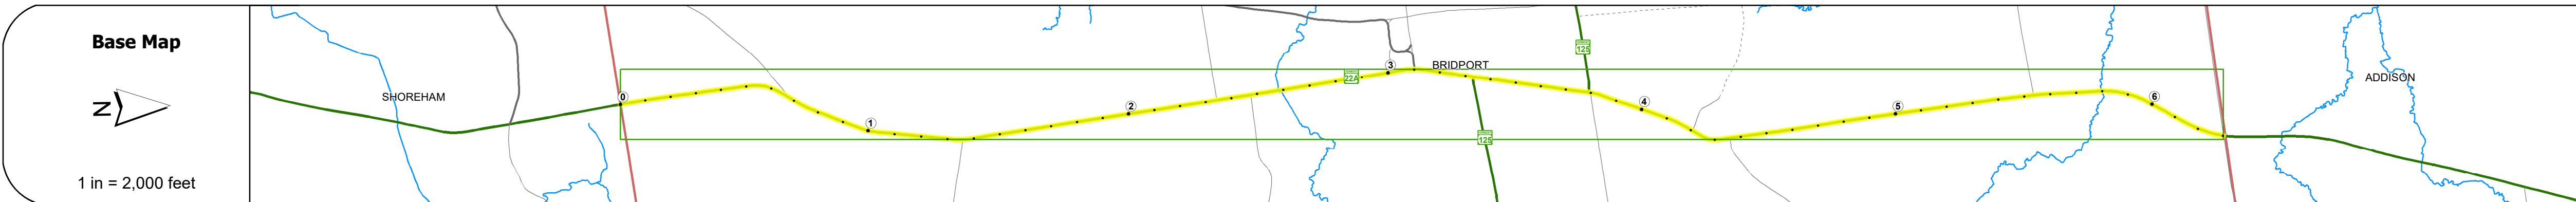 Base Map
N
1 in = 2,000 feet
SHOREHAM
0
1
2
22A
3
BRIDPORT
125
125
4
5
6
ADDISON